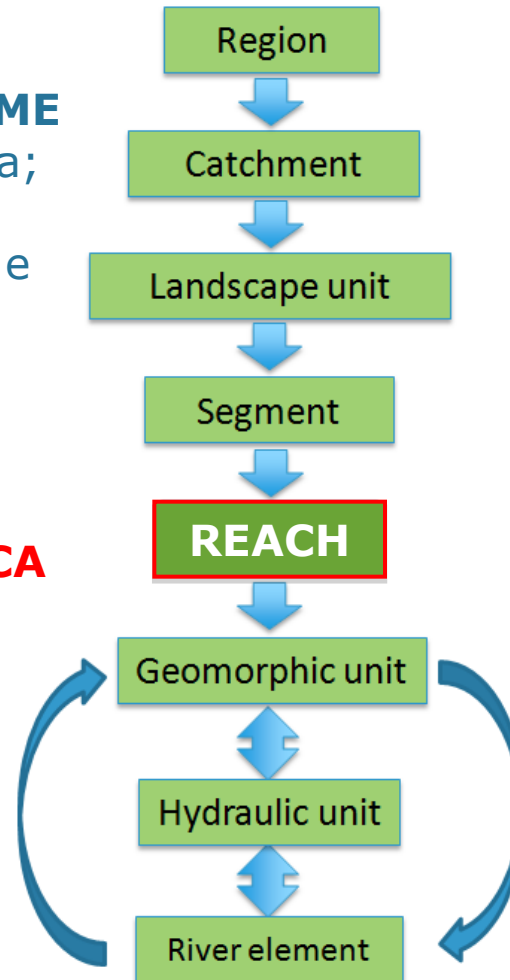 Region
ME
Catchment
a;
e
Landscape unit
Segment
REACH
CA
Geomorphic unit
Hydraulic unit
River element